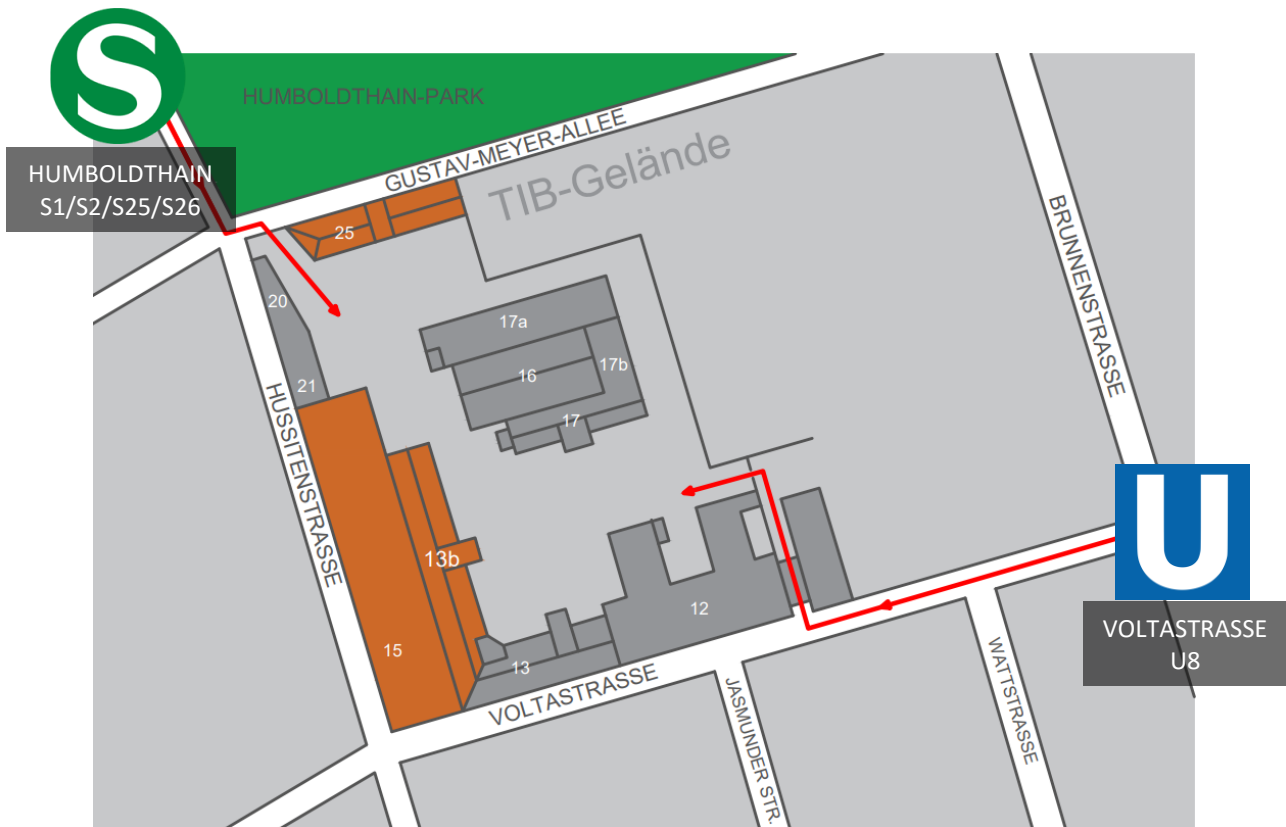 S
HUMBOLDTHAIN
S1/S2/S25/S26
HUMBOLDTHAIN-PARK
GUSTAV-MEYER-ALLEE
TIB-Gelände
BRUNNENSTRASSE
25
20
21
17a
17b
16
17
HUSSITENSTRASSE
13b
15
13
12
VOLTASTRASSE
JASMUNDER STR.
WATTSTRASSE
U
VOLTASTRASSE
U8